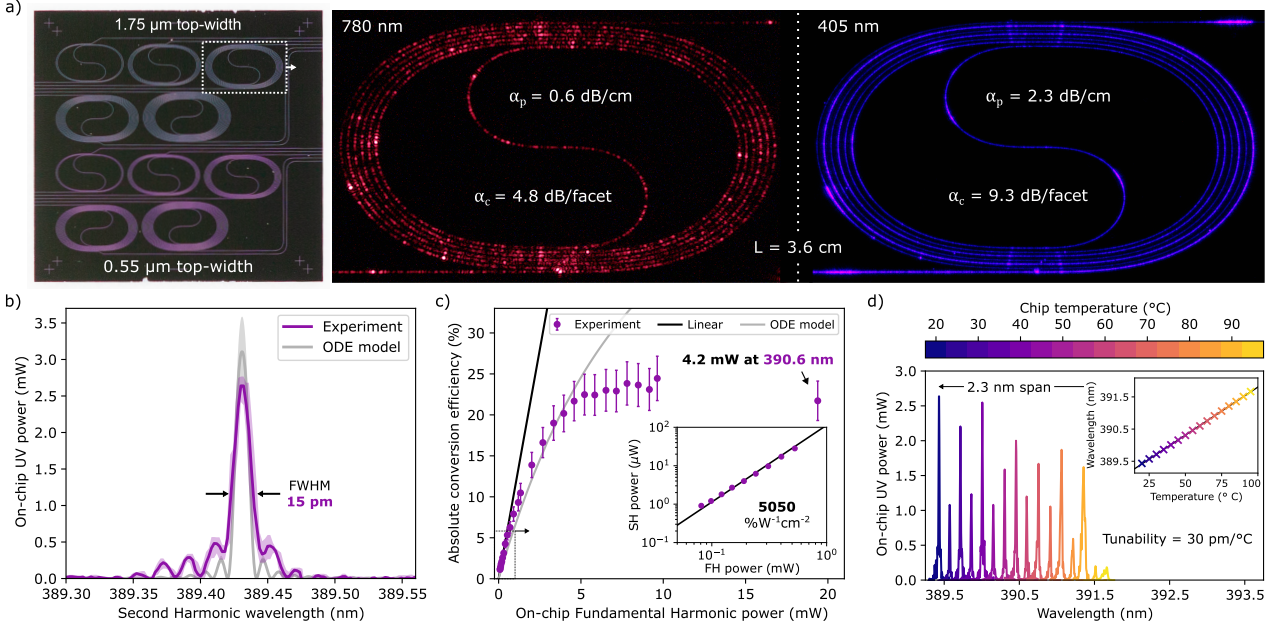 a)
1.75 µm top-width
0.55 µm top-width
780 nm
αp = 0.6 dB/cm
αc = 4.8 dB/facet
405 nm
αp = 2.3 dB/cm
αc = 9.3 dB/facet
L = 3.6 cm
b)
On-chip UV power (mW)
3.5
3.0
2.5
2.0
1.5
1.0
0.5
0.0
Experiment
ODE model
FWHM
15 pm
389.30
389.35
389.40
389.45
389.50
389.55
Second Harmonic wavelength (nm)
c)
Absolute conversion efficiency (%)
30
25
20
15
10
5
0
Experiment
Linear
ODE model
4.2 mW at 390.6 nm
SH power (µW)
10²
10¹
10⁰
10⁻¹
5050
%W⁻¹cm⁻²
10⁻¹
10⁰
FH power (mW)
0
5
10
15
20
On-chip Fundamental Harmonic power (mW)
d)
Chip temperature (°C)
20 30 40 50 60 70 80 90
On-chip UV power (mW)
3.0
2.5
2.0
1.5
1.0
0.5
0.0
2.3 nm span
Wavelength (nm)
391.5
390.5
389.5
25 50 75 100
Temperature (° C)
Tunability = 30 pm/°C
389.5
390.5
391.5
392.5
393.5
Wavelength (nm)